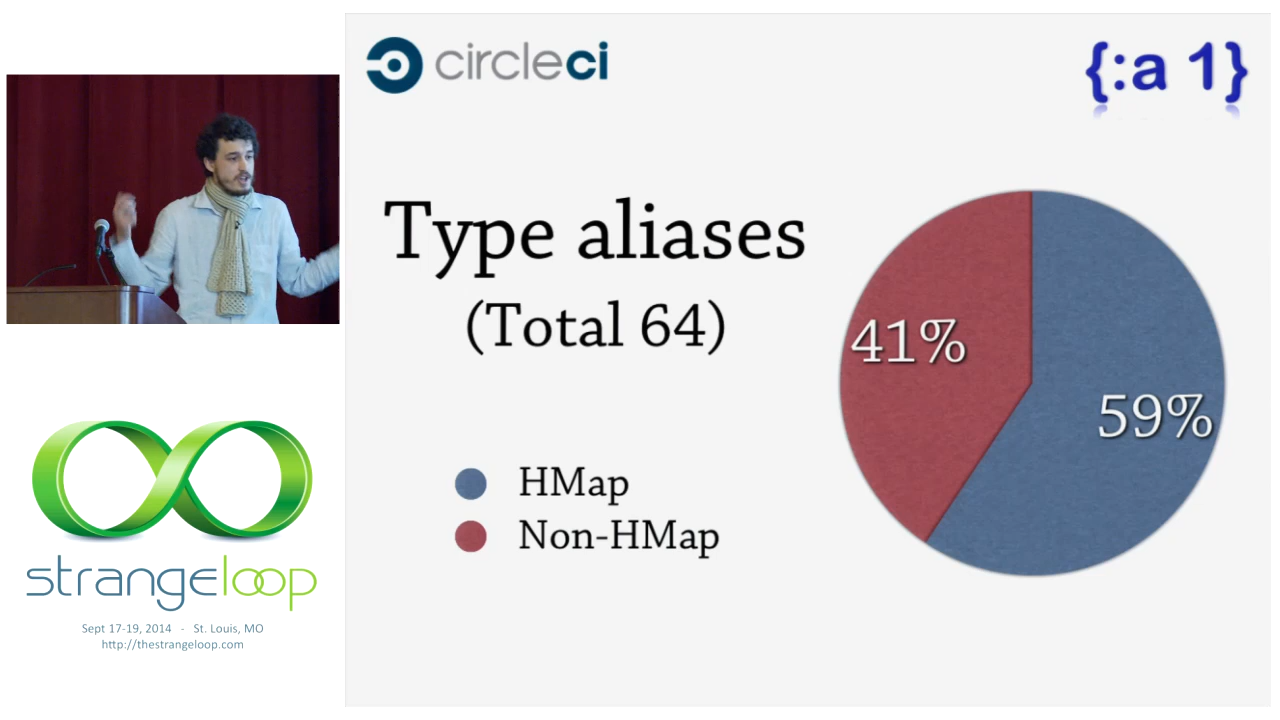 circleci
{:a 1}
Type aliases
(Total 64)
41%
59%
HMap
Non-HMap
strangeloop
Sept 17-19, 2014 - St. Louis, MO
http://thestrangeloop.com